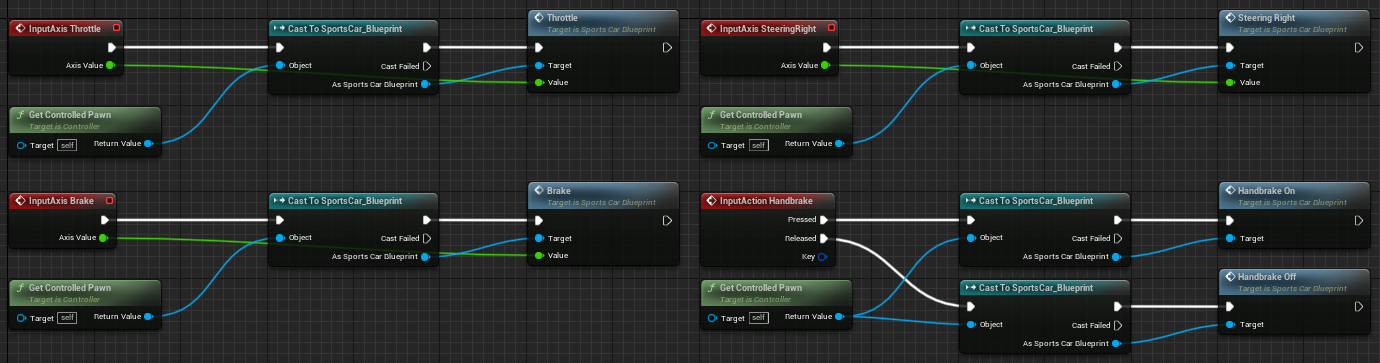 InputAxis Throttle
Axis Value
Get Controlled Pawn
Target is Controller
Target self
Return Value
Cast To SportsCar_Blueprint
Object
Cast Failed
As Sports Car Blueprint
Throttle
Target is Sports Car Blueprint
Target
Value
InputAxis SteeringRight
Axis Value
Get Controlled Pawn
Target is Controller
Target self
Return Value
Cast To SportsCar_Blueprint
Object
Cast Failed
As Sports Car Blueprint
Steering Right
Target is Sports Car Blueprint
Target
Value
InputAxis Brake
Axis Value
Get Controlled Pawn
Target is Controller
Target self
Return Value
Cast To SportsCar_Blueprint
Object
Cast Failed
As Sports Car Blueprint
Brake
Target is Sports Car Blueprint
Target
Value
InputAction Handbrake
Pressed
Released
Key
Get Controlled Pawn
Target is Controller
Target self
Return Value
Cast To SportsCar_Blueprint
Object
Cast Failed
As Sports Car Blueprint
Handbrake On
Target is Sports Car Blueprint
Target
Cast To SportsCar_Blueprint
Object
Cast Failed
As Sports Car Blueprint
Handbrake Off
Target is Sports Car Blueprint
Target